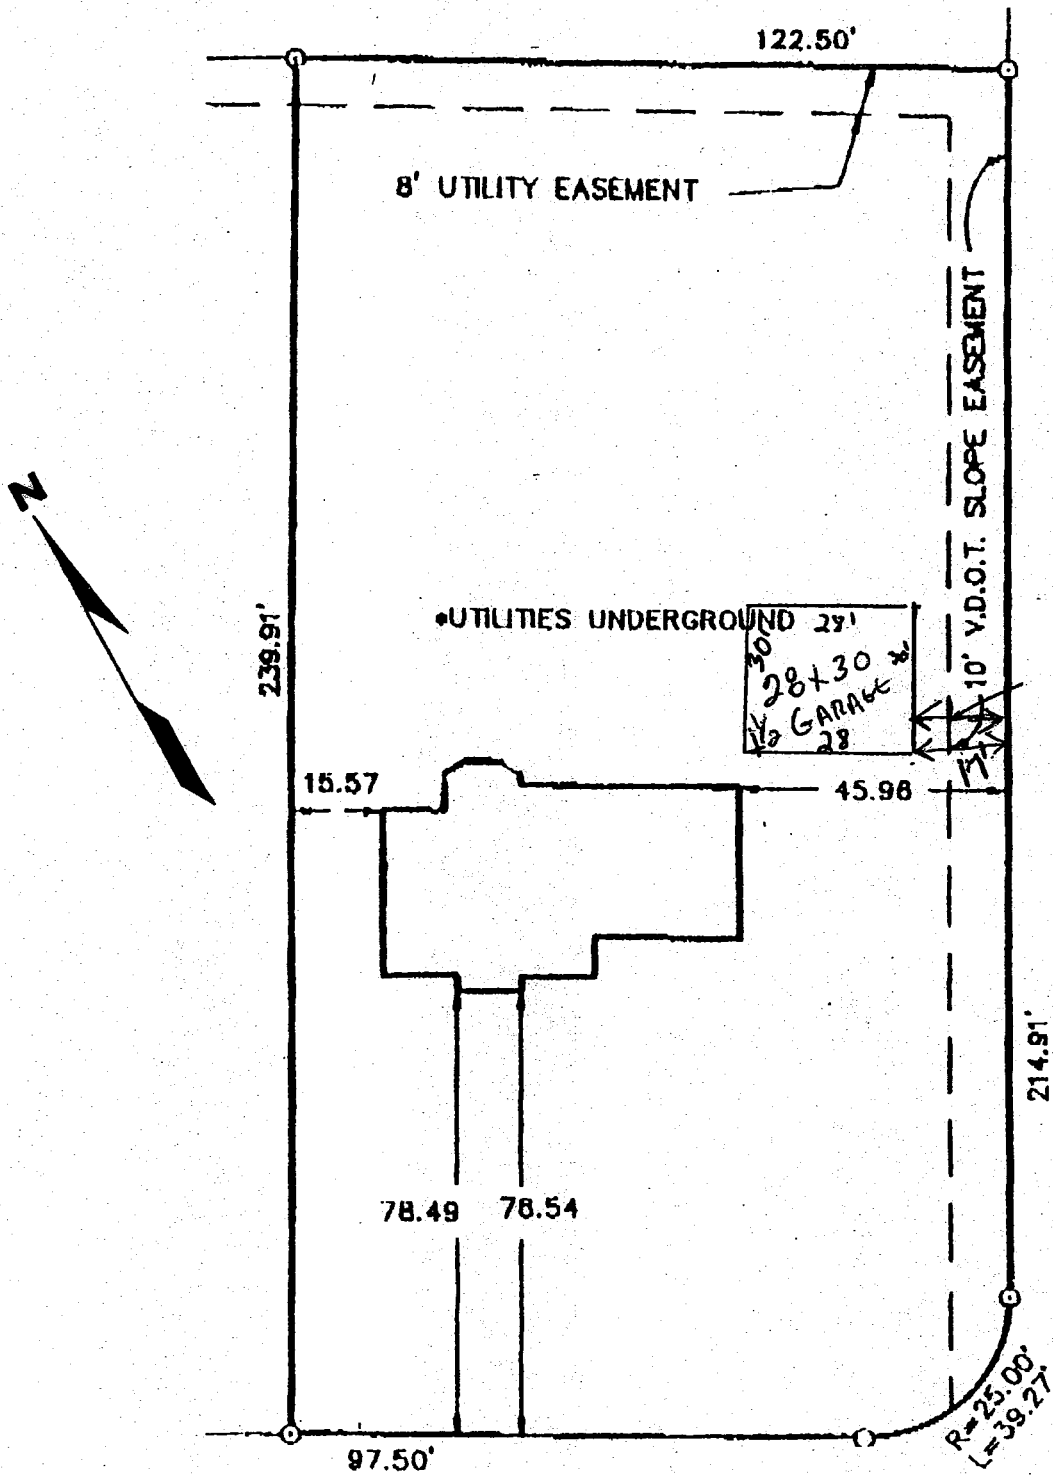 122.50'
8' UTILITY EASEMENT
10' V.D.O.T. SLOPE EASEMENT
N
239.91'
*UTILITIES UNDERGROUND
28'
30'
28x30
1 1/2 GARAGE
28
15.57
45.98
214.91'
78.49
78.54
R=25.00'
L=39.27'
97.50'